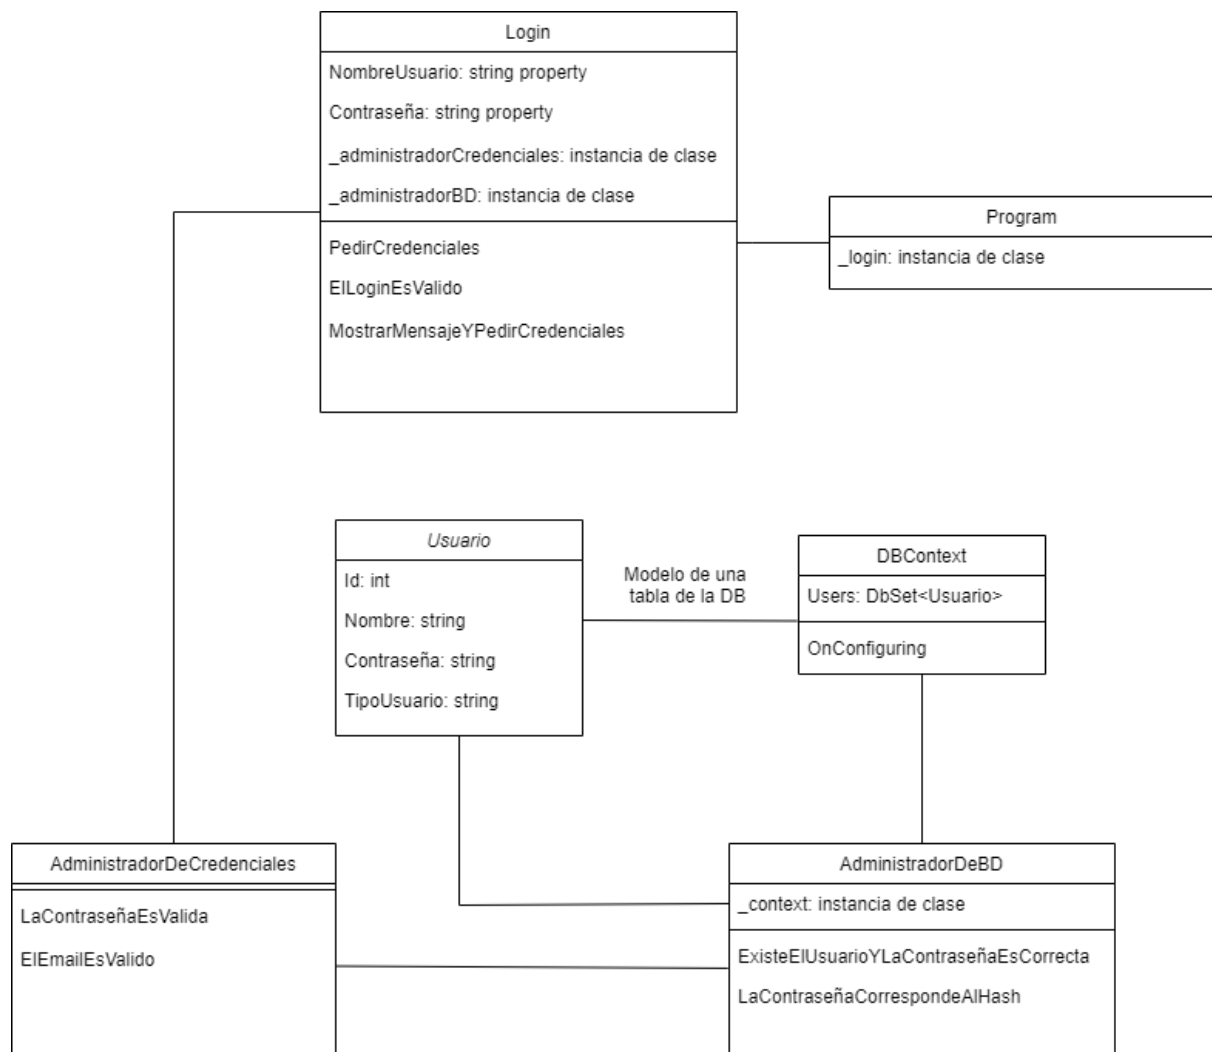 Login
NombreUsuario: string property
Contraseña: string property
_administradorCredenciales: instancia de clase
_administradorBD: instancia de clase
PedirCredenciales
ElLoginEsValido
MostrarMensajeYPedirCredenciales
Program
_login: instancia de clase
Usuario
Id: int
Nombre: string
Contraseña: string
TipoUsuario: string
Modelo de una
tabla de la DB
DBContext
Users: DbSet<Usuario>
OnConfiguring
AdministradorDeCredenciales
LaContraseñaEsValida
ElEmailEsValido
AdministradorDeBD
_context: instancia de clase
ExisteElUsuarioYLaContraseñaEsCorrecta
LaContraseñaCorrespondeAlHash